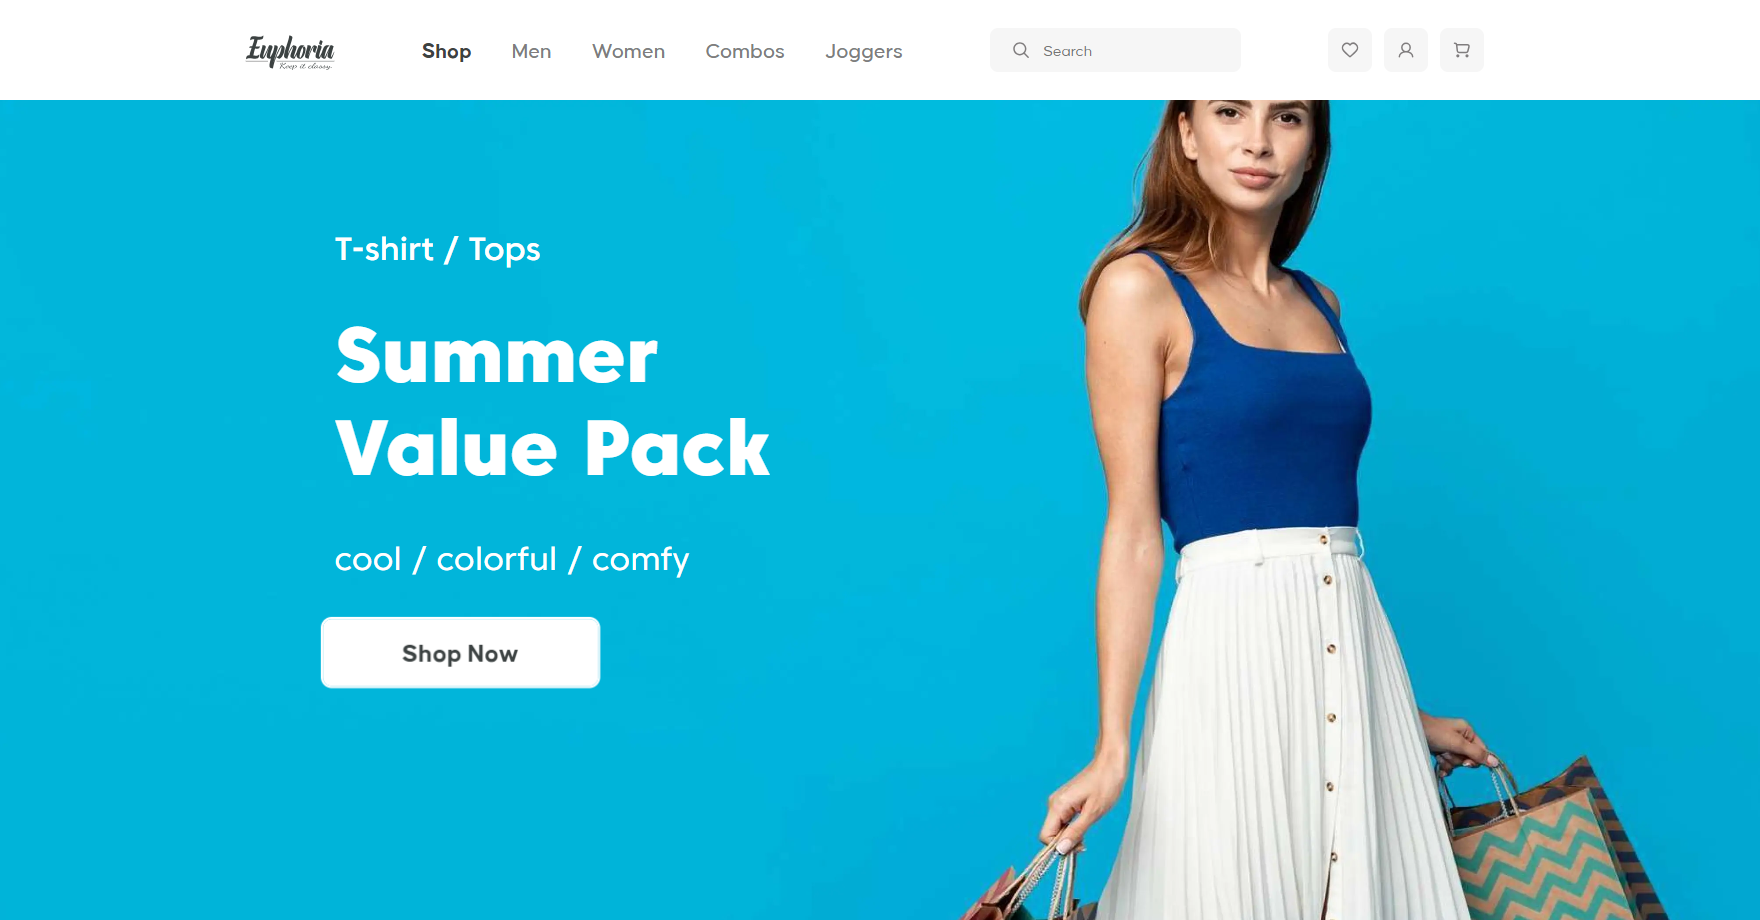 Euphoria
Keep it classy.
Shop
Men
Women
Combos
Joggers
Search
T-shirt / Tops
Summer
Value Pack
cool / colorful / comfy
Shop Now